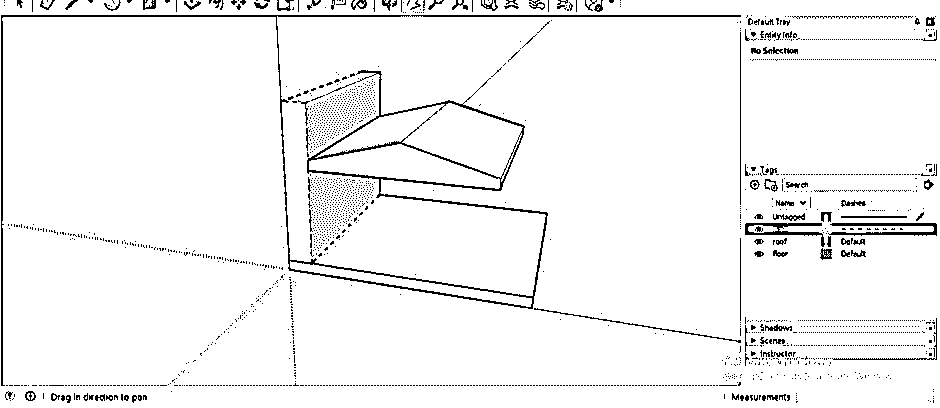 Default Tray
Entity Info
No Selection
Tags
Search
Name Dashes
Untagged
roof Default
floor Default
Shadows
Scenes
Instructor
Drag in direction to pan
Measurements